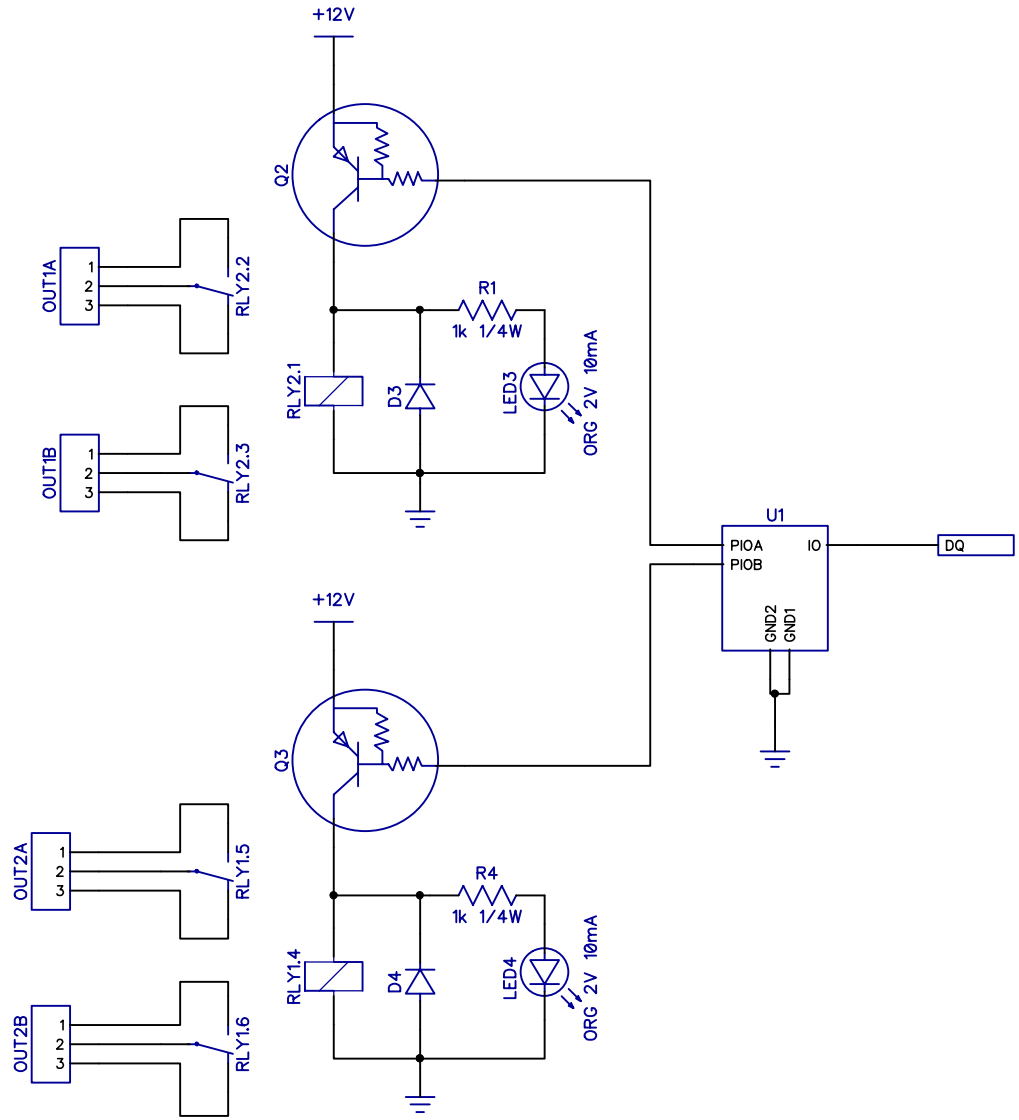 +12V
Q2
OUT1A
1
2
3
RLY2.2
R1
1k 1/4W
RLY2.1
D3
LED3
ORG 2V 10mA
OUT1B
1
2
3
RLY2.3
U1
PIOA
PIOB
IO
GND2
GND1
DQ
+12V
Q3
OUT2A
1
2
3
RLY1.5
R4
1k 1/4W
RLY1.4
D4
LED4
ORG 2V 10mA
OUT2B
1
2
3
RLY1.6